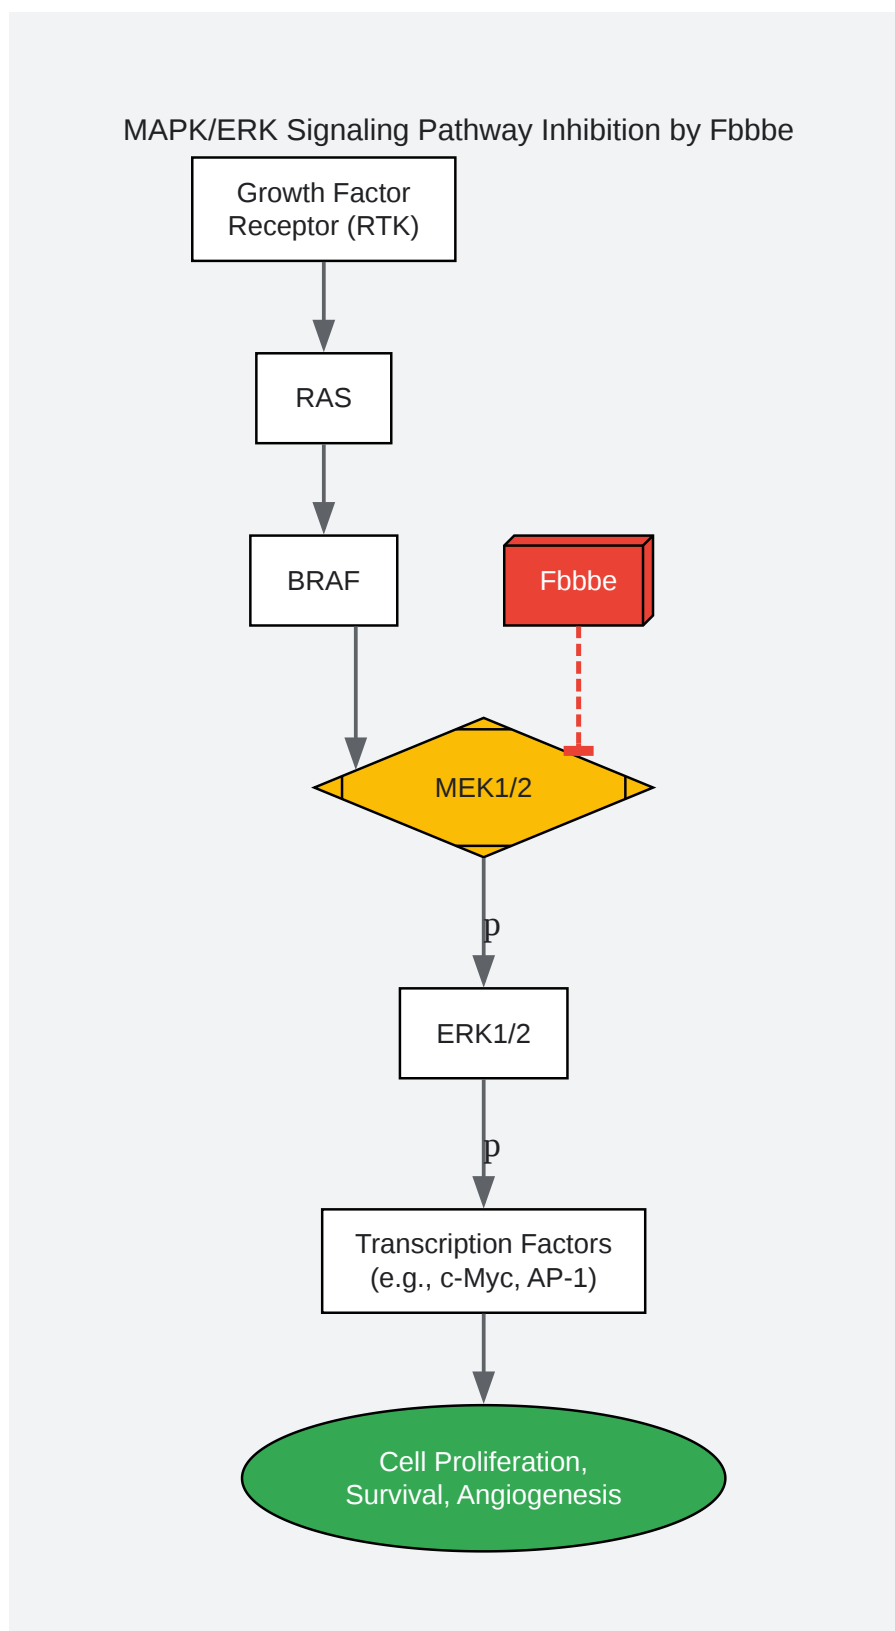 MAPK/ERK Signaling Pathway Inhibition by Fbbbe
Growth Factor
Receptor (RTK)
RAS
BRAF
Fbbbe
MEK1/2
p
ERK1/2
p
Transcription Factors
(e.g., c-Myc, AP-1)
Cell Proliferation,
Survival, Angiogenesis